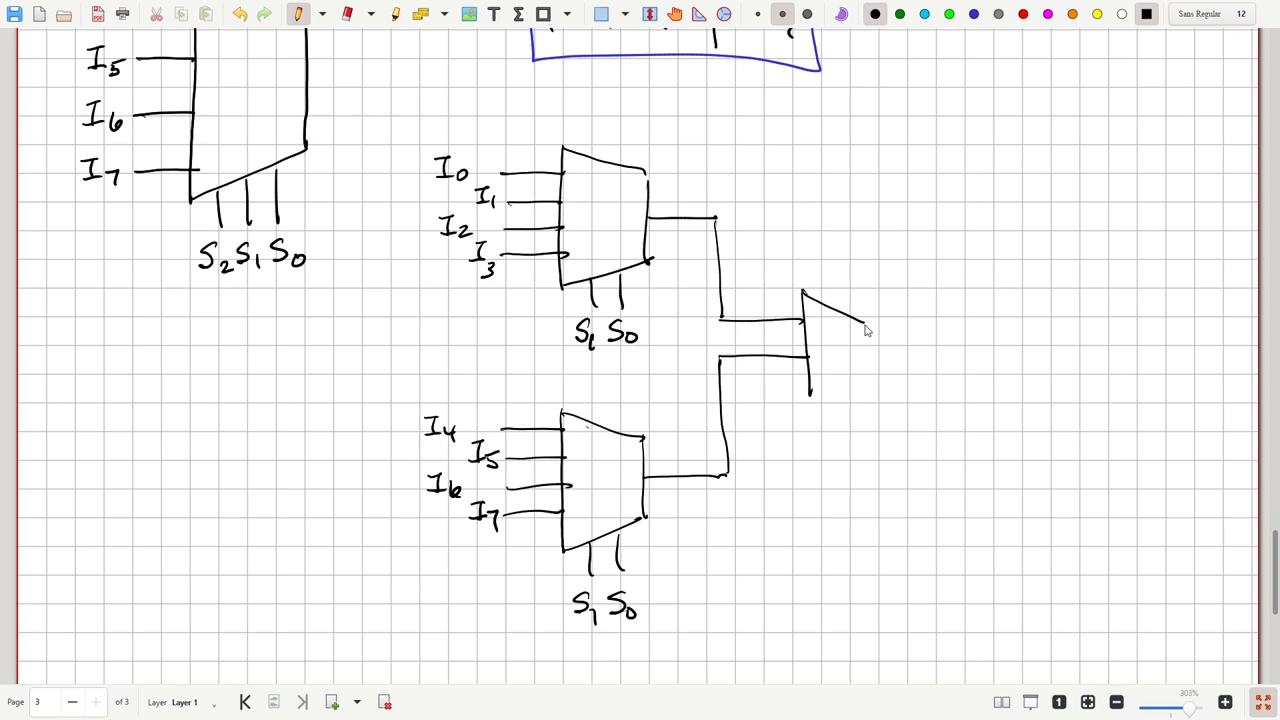 Sans Regular 12
I5
I6
I7
S2 S1 S0
I0
I1
I2
I3
S1 S0
I4
I5
I6
I7
S1 S0
Page 3 of 3 Layer Layer 1 303%